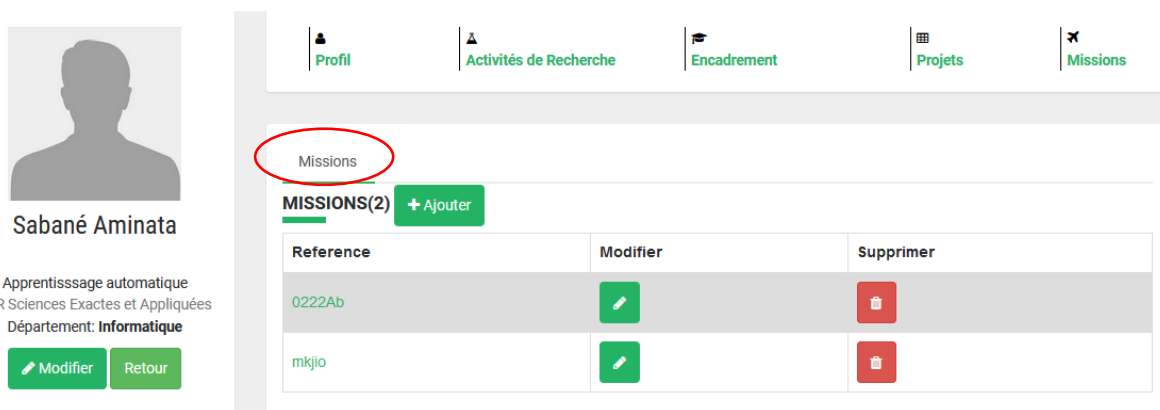 Profil
Activités de Recherche
Encadrement
Projets
Missions
Sabané Aminata
Apprentisssage automatique
R Sciences Exactes et Appliquées
Département: Informatique
Modifier
Retour
Missions
MISSIONS(2)
+ Ajouter
Reference Modifier Supprimer
0222Ab
mkjio